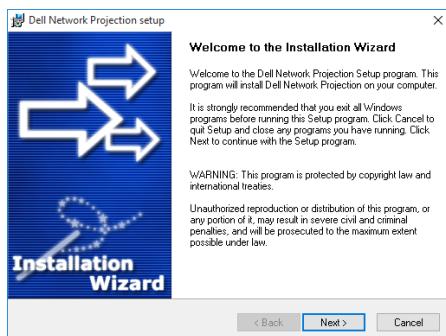 Dell Network Projection setup
Welcome to the Installation Wizard
Welcome to the Dell Network Projection Setup program. This
program will install Dell Network Projection on your computer.
It is strongly recommended that you exit all Windows
programs before running this Setup program. Click Cancel to
quit Setup and close any programs you have running. Click
Next to continue with the Setup program.
WARNING: This program is protected by copyright law and
international treaties.
Unauthorized reproduction or distribution of this program, or
any portion of it, may result in severe civil and criminal
penalties, and will be prosecuted to the maximum extent
possible under law.
Installation
Wizard
< Back
Next >
Cancel